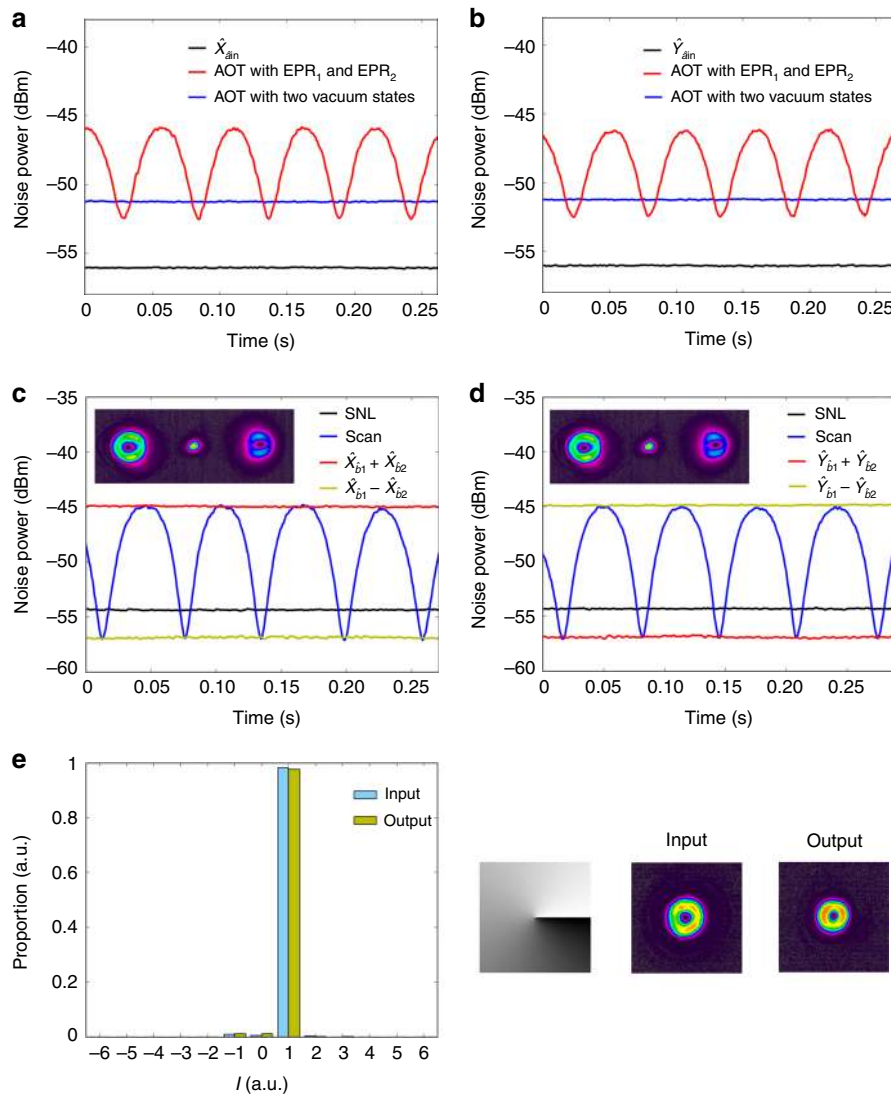 a
−40
−45
−50
−55
Noise power (dBm)
X̂âin
AOT with EPR1 and EPR2
AOT with two vacuum states
0 0.05 0.10 0.15 0.20 0.25
Time (s)
b
−40
−45
−50
−55
Noise power (dBm)
Ŷâin
AOT with EPR1 and EPR2
AOT with two vacuum states
0 0.05 0.10 0.15 0.20 0.25
Time (s)
c
−35
−40
−45
−50
−55
−60
Noise power (dBm)
SNL
Scan
X̂b̂1 + X̂b̂2
X̂b̂1 − X̂b̂2
0 0.05 0.10 0.15 0.20 0.25
Time (s)
d
−35
−40
−45
−50
−55
−60
Noise power (dBm)
SNL
Scan
Ŷb̂1 + Ŷb̂2
Ŷb̂1 − Ŷb̂2
0 0.05 0.10 0.15 0.20 0.25
Time (s)
e
1
0.8
0.6
0.4
0.2
0
Proportion (a.u.)
Input
Output
−6 −5 −4 −3 −2 −1 0 1 2 3 4 5 6
l (a.u.)
Input
Output